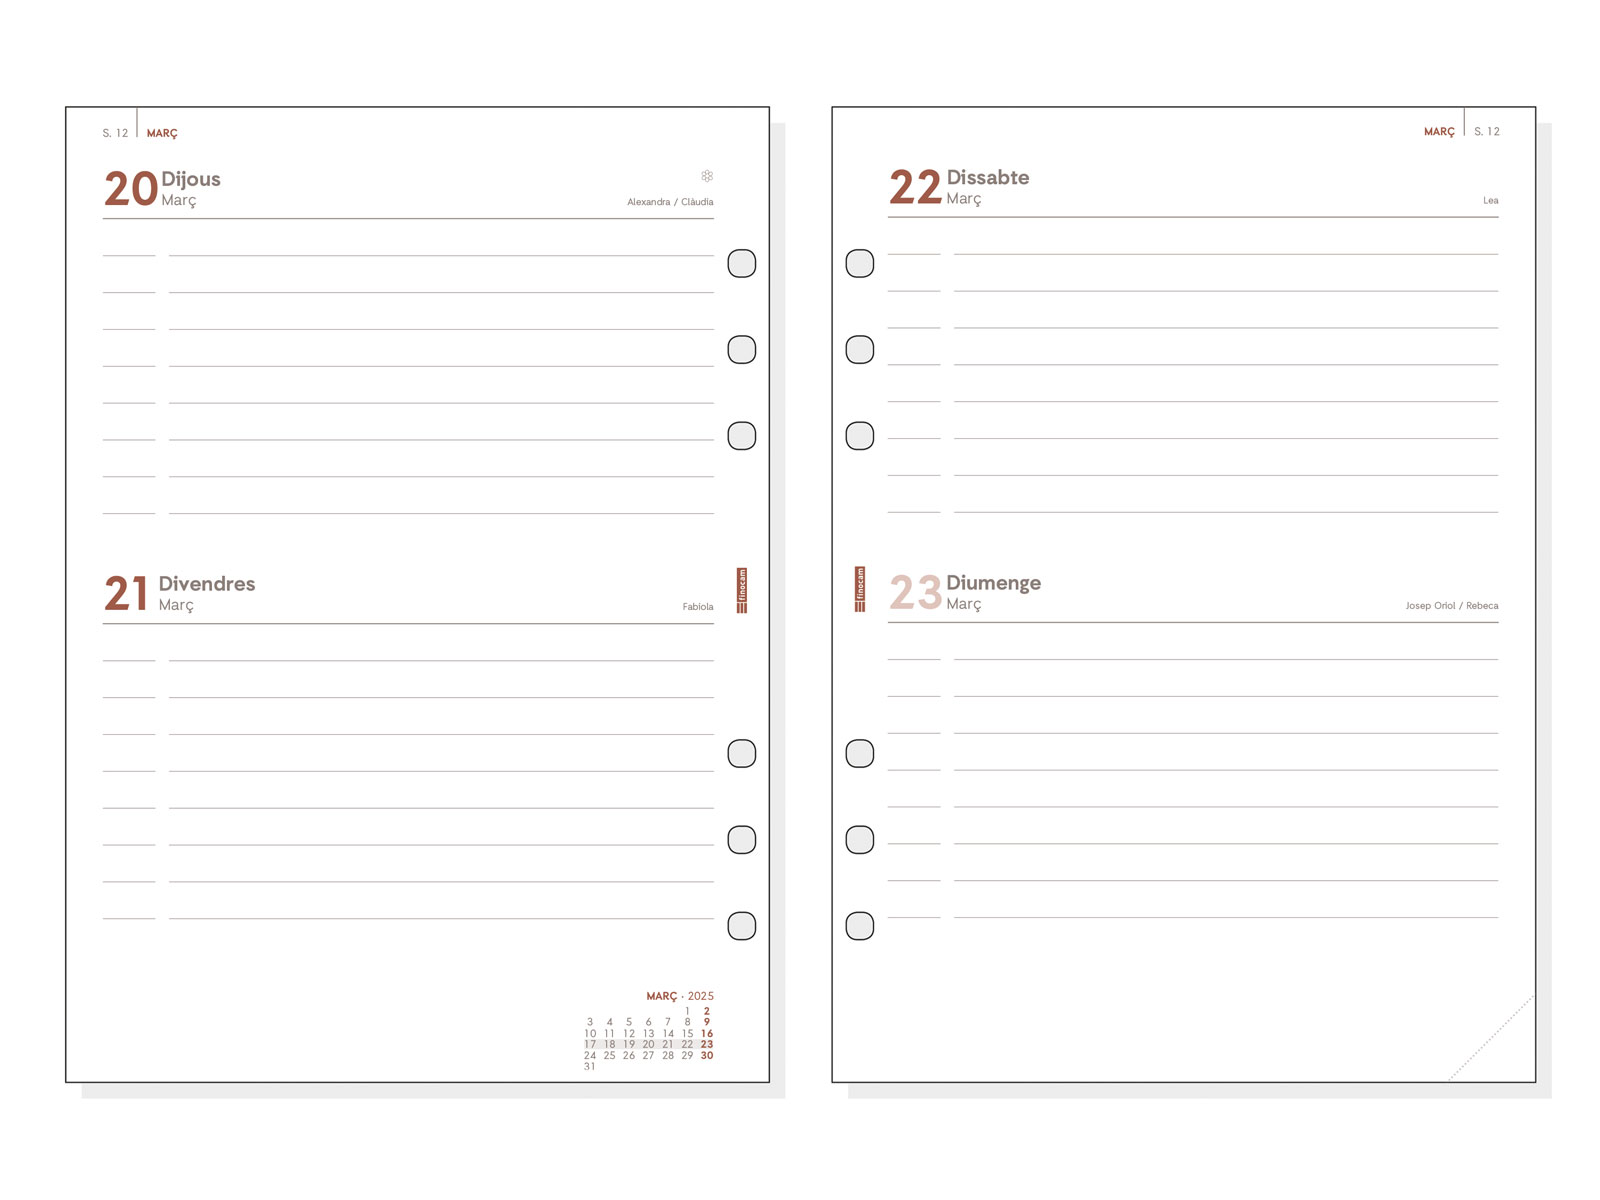 S. 12 MARÇ
20 Dijous
Març
Alexandra / Clàudia
21 Divendres
Març
Fabiola
finocam
MARÇ · 2025
1 2
3 4 5 6 7 8 9
10 11 12 13 14 15 16
17 18 19 20 21 22 23
24 25 26 27 28 29 30
31
MARÇ S. 12
22 Dissabte
Març
Lea
finocam
23 Diumenge
Març
Josep Oriol / Rebeca